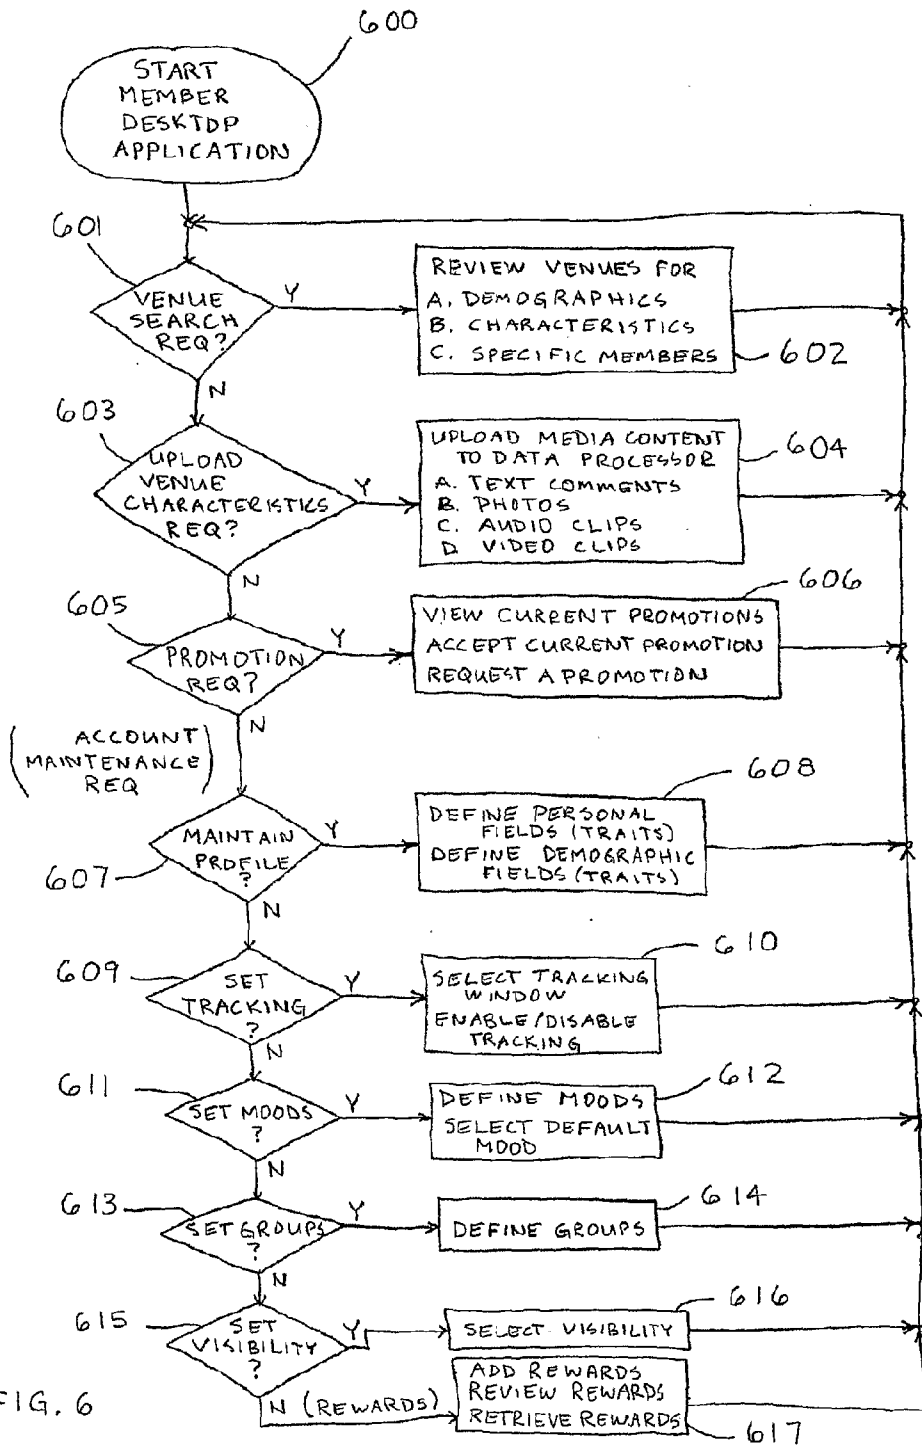 600
START
MEMBER
DESKTOP
APPLICATION
601
VENUE
SEARCH
REQ?
Y
N
REVIEW VENUES FOR
A. DEMOGRAPHICS
B. CHARACTERISTICS
C. SPECIFIC MEMBERS
602
603
UPLOAD
VENUE
CHARACTERISTICS
REQ?
Y
N
UPLOAD MEDIA CONTENT
TO DATA PROCESSOR
A. TEXT COMMENTS
B. PHOTOS
C. AUDIO CLIPS
D. VIDEO CLIPS
604
605
PROMOTION
REQ?
Y
N
606
VIEW CURRENT PROMOTIONS
ACCEPT CURRENT PROMOTION
REQUEST A PROMOTION
(ACCOUNT
MAINTENANCE
REQ)
MAINTAIN
PROFILE
?
607
Y
N
608
DEFINE PERSONAL
FIELDS (TRAITS)
DEFINE DEMOGRAPHIC
FIELDS (TRAITS)
609
SET
TRACKING
?
Y
N
610
SELECT TRACKING
WINDOW
ENABLE/DISABLE
TRACKING
611
SET MOODS
?
Y
N
612
DEFINE MOODS
SELECT DEFAULT
MOOD
613
SET GROUPS
?
Y
N
614
DEFINE GROUPS
615
SET
VISIBILITY
?
Y
616
SELECT VISIBILITY
N (REWARDS)
ADD REWARDS
REVIEW REWARDS
RETRIEVE REWARDS
617
FIG. 6